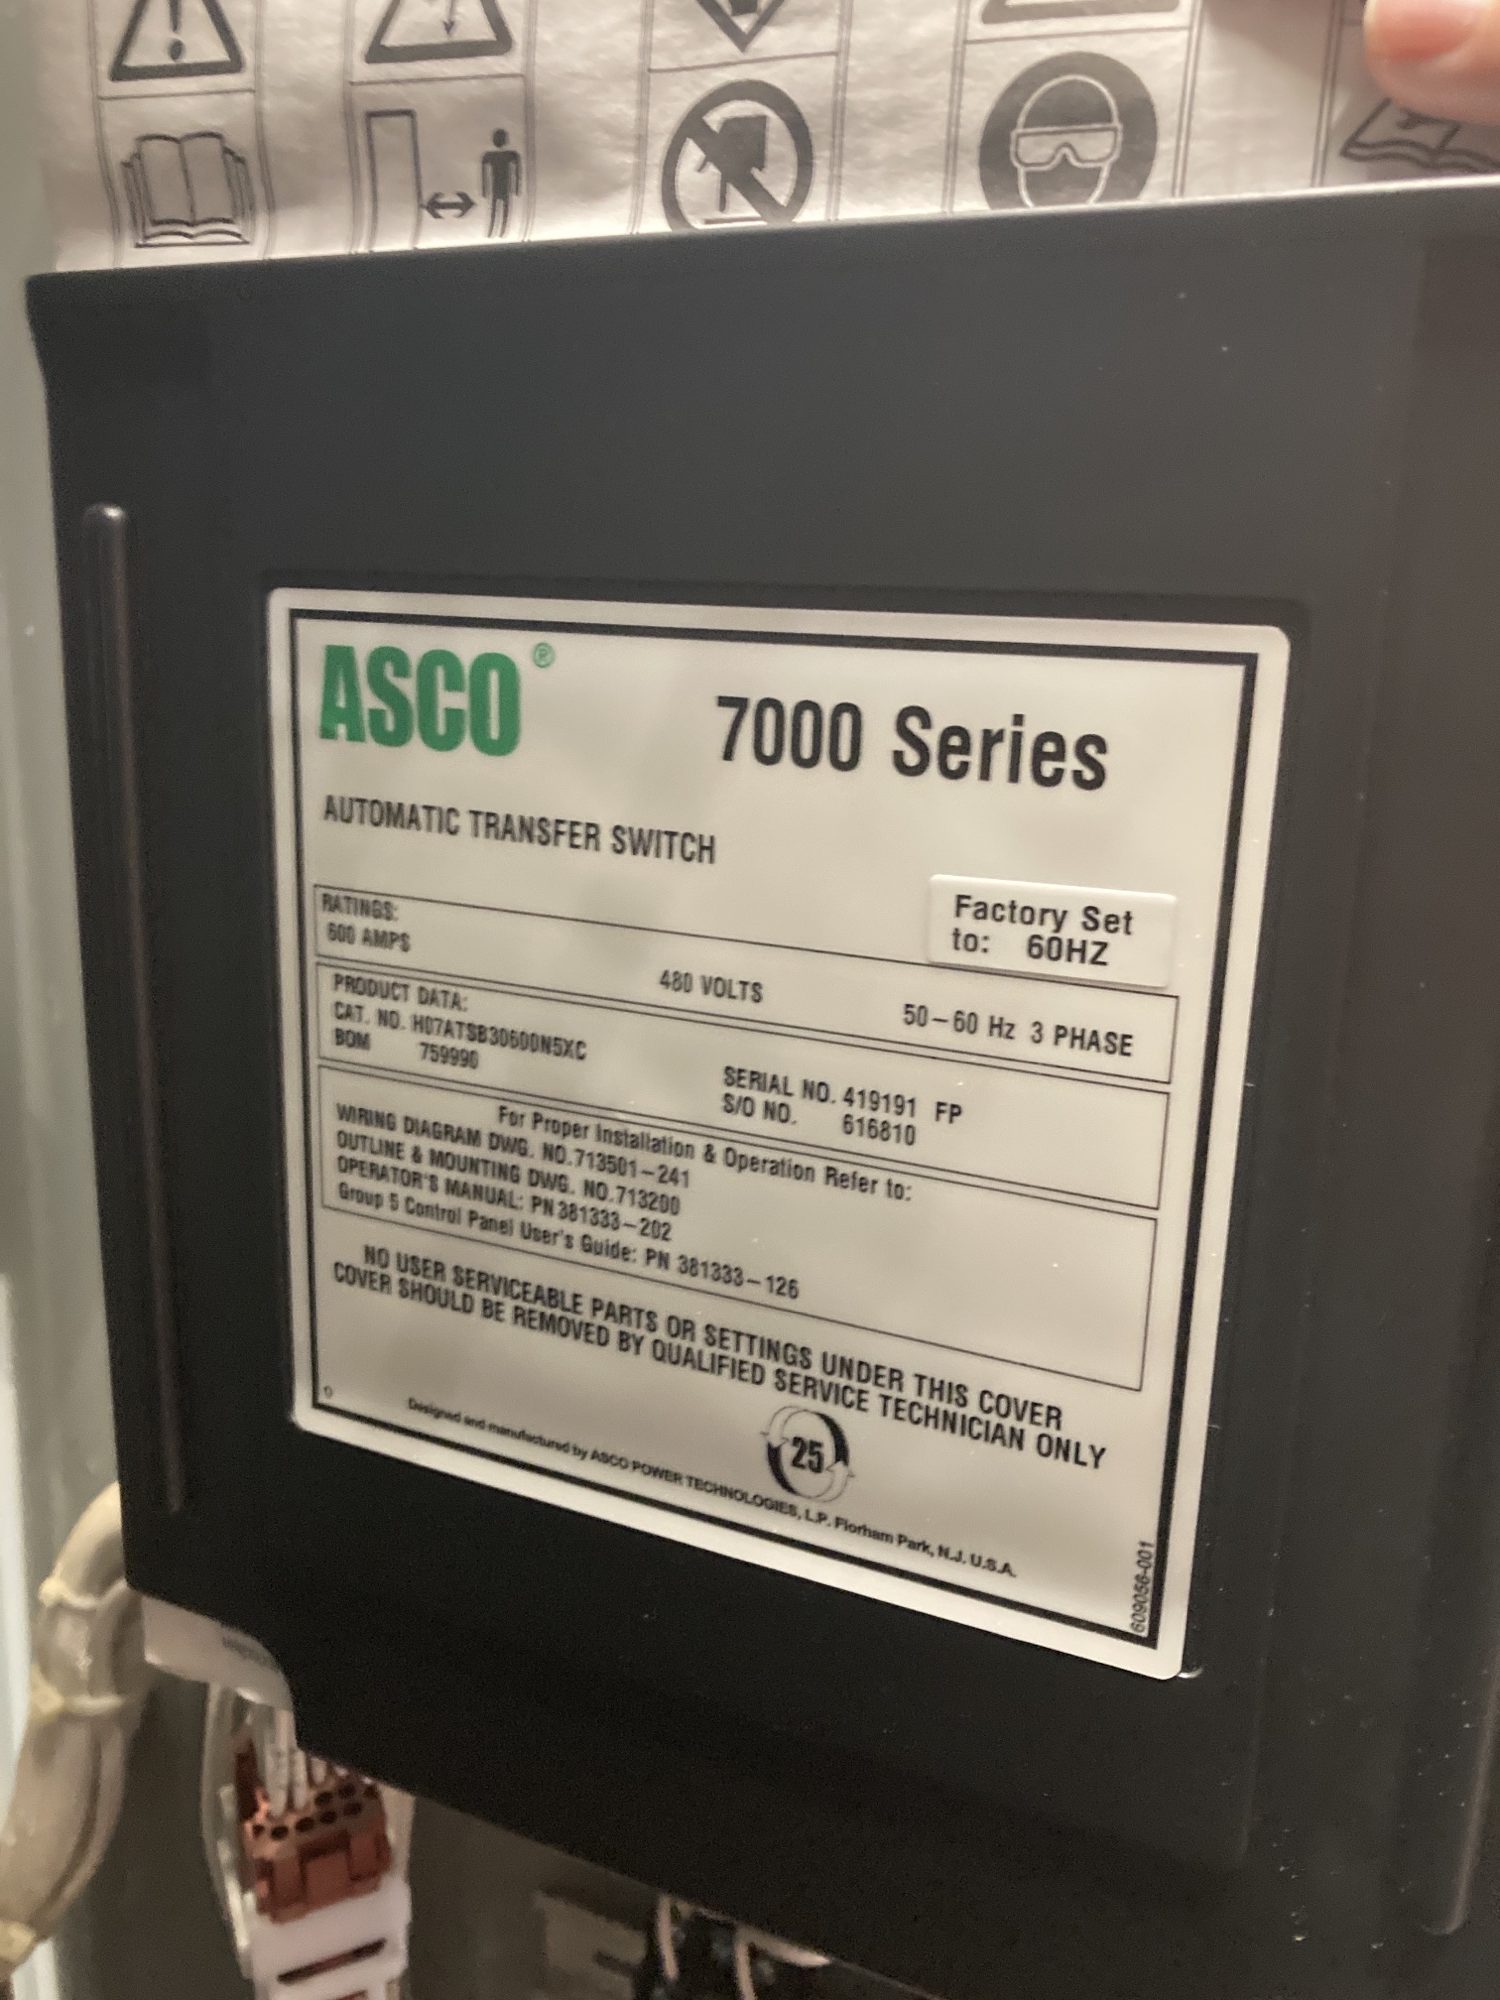 ASCO®
7000 Series
AUTOMATIC TRANSFER SWITCH
Factory Set
to: 60HZ
RATINGS:
600 AMPS 480 VOLTS 50-60 Hz 3 PHASE
PRODUCT DATA:
CAT. NO. H07ATSB30600N5XC SERIAL NO. 419191 FP
BOM 759990 S/O NO. 616810
For Proper Installation & Operation Refer to:
WIRING DIAGRAM DWG. NO. 713501-241
OUTLINE & MOUNTING DWG. NO. 713200
OPERATOR'S MANUAL: PN 381333-202
Group 5 Control Panel User's Guide: PN 381333-126
NO USER SERVICEABLE PARTS OR SETTINGS UNDER THIS COVER
COVER SHOULD BE REMOVED BY QUALIFIED SERVICE TECHNICIAN ONLY
25
0
Designed and manufactured by ASCO POWER TECHNOLOGIES, L.P. Florham Park, N.J. U.S.A.
609056-001